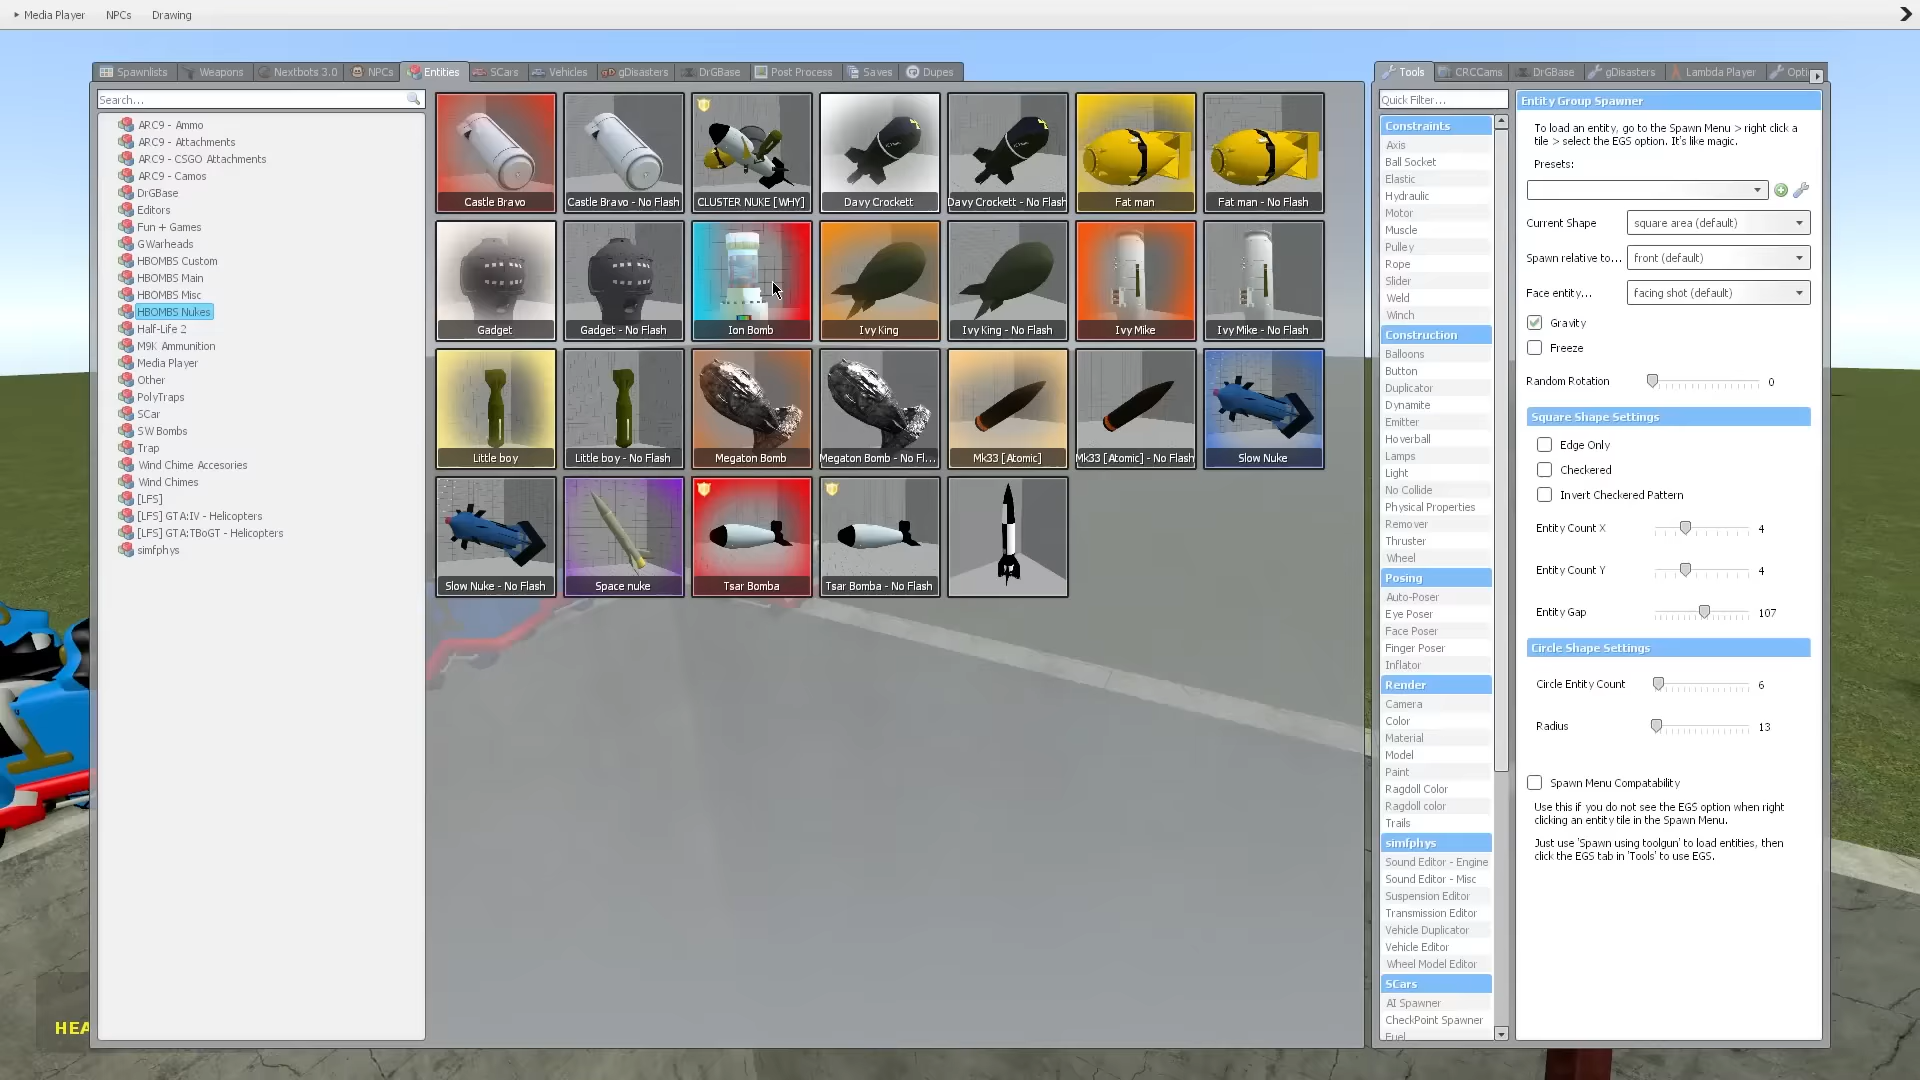 Media Player NPCs Drawing
Spawnlists Weapons Nextbots 3.0 NPCs Entities SCars Vehicles gDisasters DrGBase Post Process Saves Dupes
Search...
ARC9 - Ammo
ARC9 - Attachments
ARC9 - CSGO Attachments
ARC9 - Camos
DrGBase
Editors
Fun + Games
GWarheads
HBOMBS Custom
HBOMBS Main
HBOMBS Misc
HBOMBS Nukes
Half-Life 2
M9K Ammunition
Media Player
Other
PolyTraps
SCar
SW Bombs
Trap
Wind Chime Accesories
Wind Chimes
[LFS]
[LFS] GTA:IV - Helicopters
[LFS] GTA:TBoGT - Helicopters
simfphys
Castle Bravo
Castle Bravo - No Flash
CLUSTER NUKE [WHY]
Davy Crockett
Davy Crockett - No Flash
Fat man
Fat man - No Flash
Gadget
Gadget - No Flash
Ion Bomb
Ivy King
Ivy King - No Flash
Ivy Mike
Ivy Mike - No Flash
Little boy
Little boy - No Flash
Megaton Bomb
Megaton Bomb - No Fl...
Mk33 [Atomic]
Mk33 [Atomic] - No Flash
Slow Nuke
Slow Nuke - No Flash
Space nuke
Tsar Bomba
Tsar Bomba - No Flash
HEA
Tools CRCCams DrGBase gDisasters Lambda Player Opti
Quick Filter...
Constraints
Axis
Ball Socket
Elastic
Hydraulic
Motor
Muscle
Pulley
Rope
Slider
Weld
Winch
Construction
Balloons
Button
Duplicator
Dynamite
Emitter
Hoverball
Lamps
Light
No Collide
Physical Properties
Remover
Thruster
Wheel
Posing
Auto-Poser
Eye Poser
Face Poser
Finger Poser
Inflator
Render
Camera
Color
Material
Model
Paint
Ragdoll Color
Ragdoll color
Trails
simfphys
Sound Editor - Engine
Sound Editor - Misc
Suspension Editor
Transmission Editor
Vehicle Duplicator
Vehicle Editor
Wheel Model Editor
SCars
AI Spawner
CheckPoint Spawner
Fuel
Entity Group Spawner
To load an entity, go to the Spawn Menu > right click a
tile > select the EGS option. It's like magic.
Presets:
Current Shape square area (default)
Spawn relative to... front (default)
Face entity... facing shot (default)
Gravity
Freeze
Random Rotation 0
Square Shape Settings
Edge Only
Checkered
Invert Checkered Pattern
Entity Count X 4
Entity Count Y 4
Entity Gap 107
Circle Shape Settings
Circle Entity Count 6
Radius 13
Spawn Menu Compatability
Use this if you do not see the EGS option when right
clicking an entity tile in the Spawn Menu.
Just use 'Spawn using toolgun' to load entities, then
click the EGS tab in 'Tools' to use EGS.